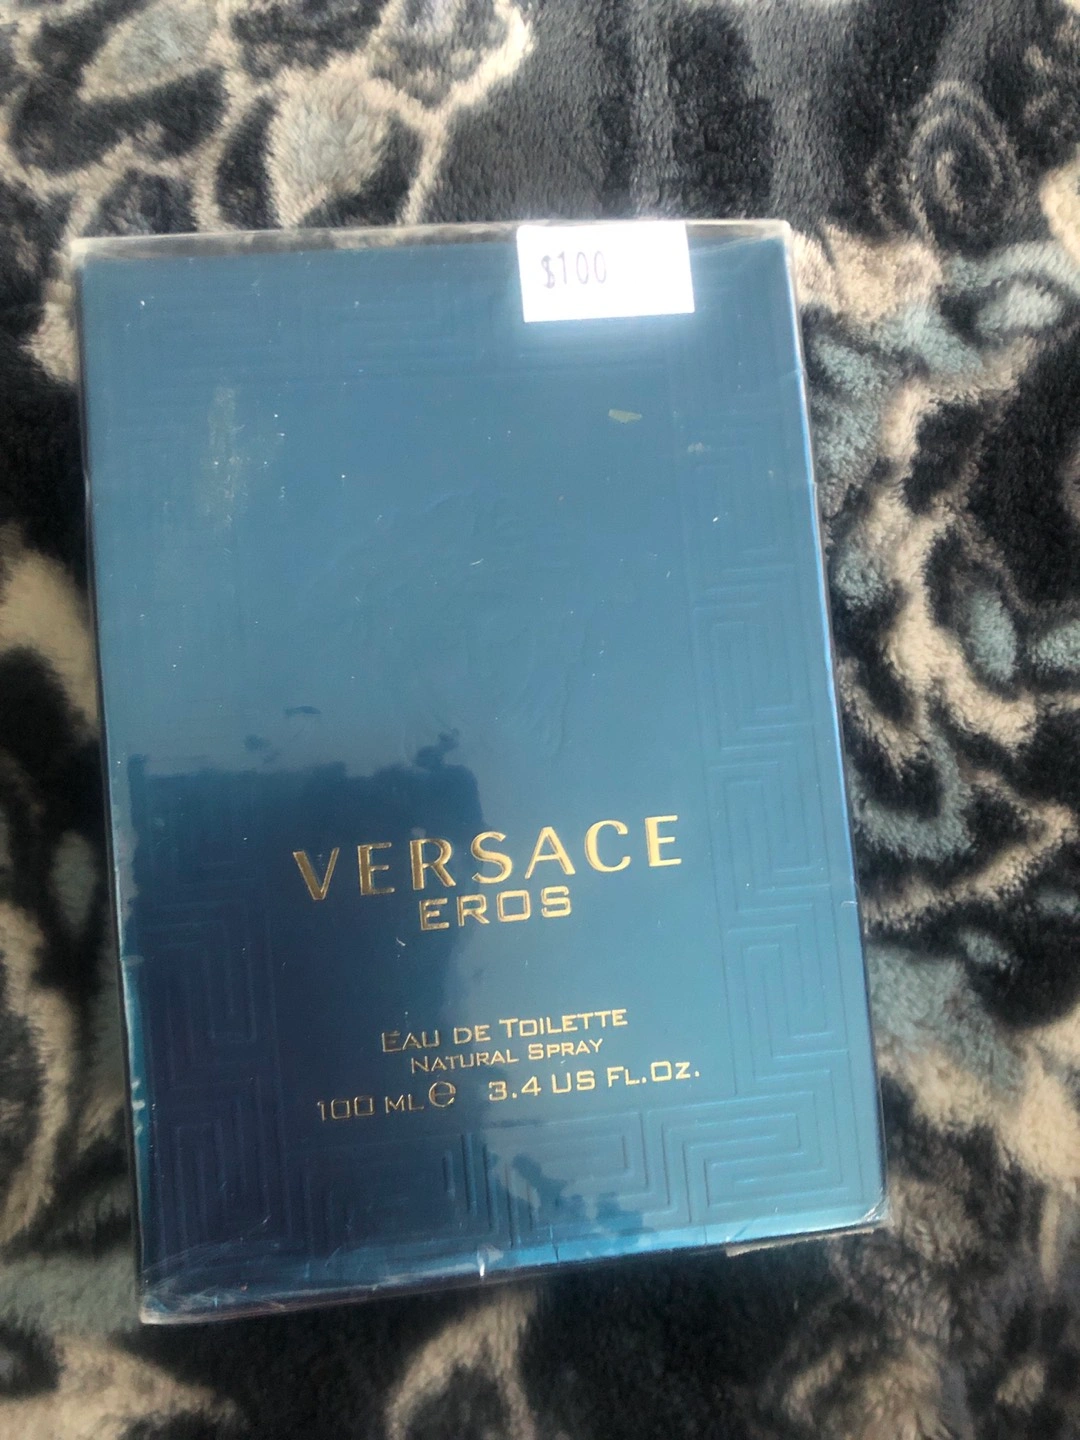 $100
VERSACE
EROS
EAU DE TOILETTE
NATURAL SPRAY
100 ML e 3.4 US FL.OZ.